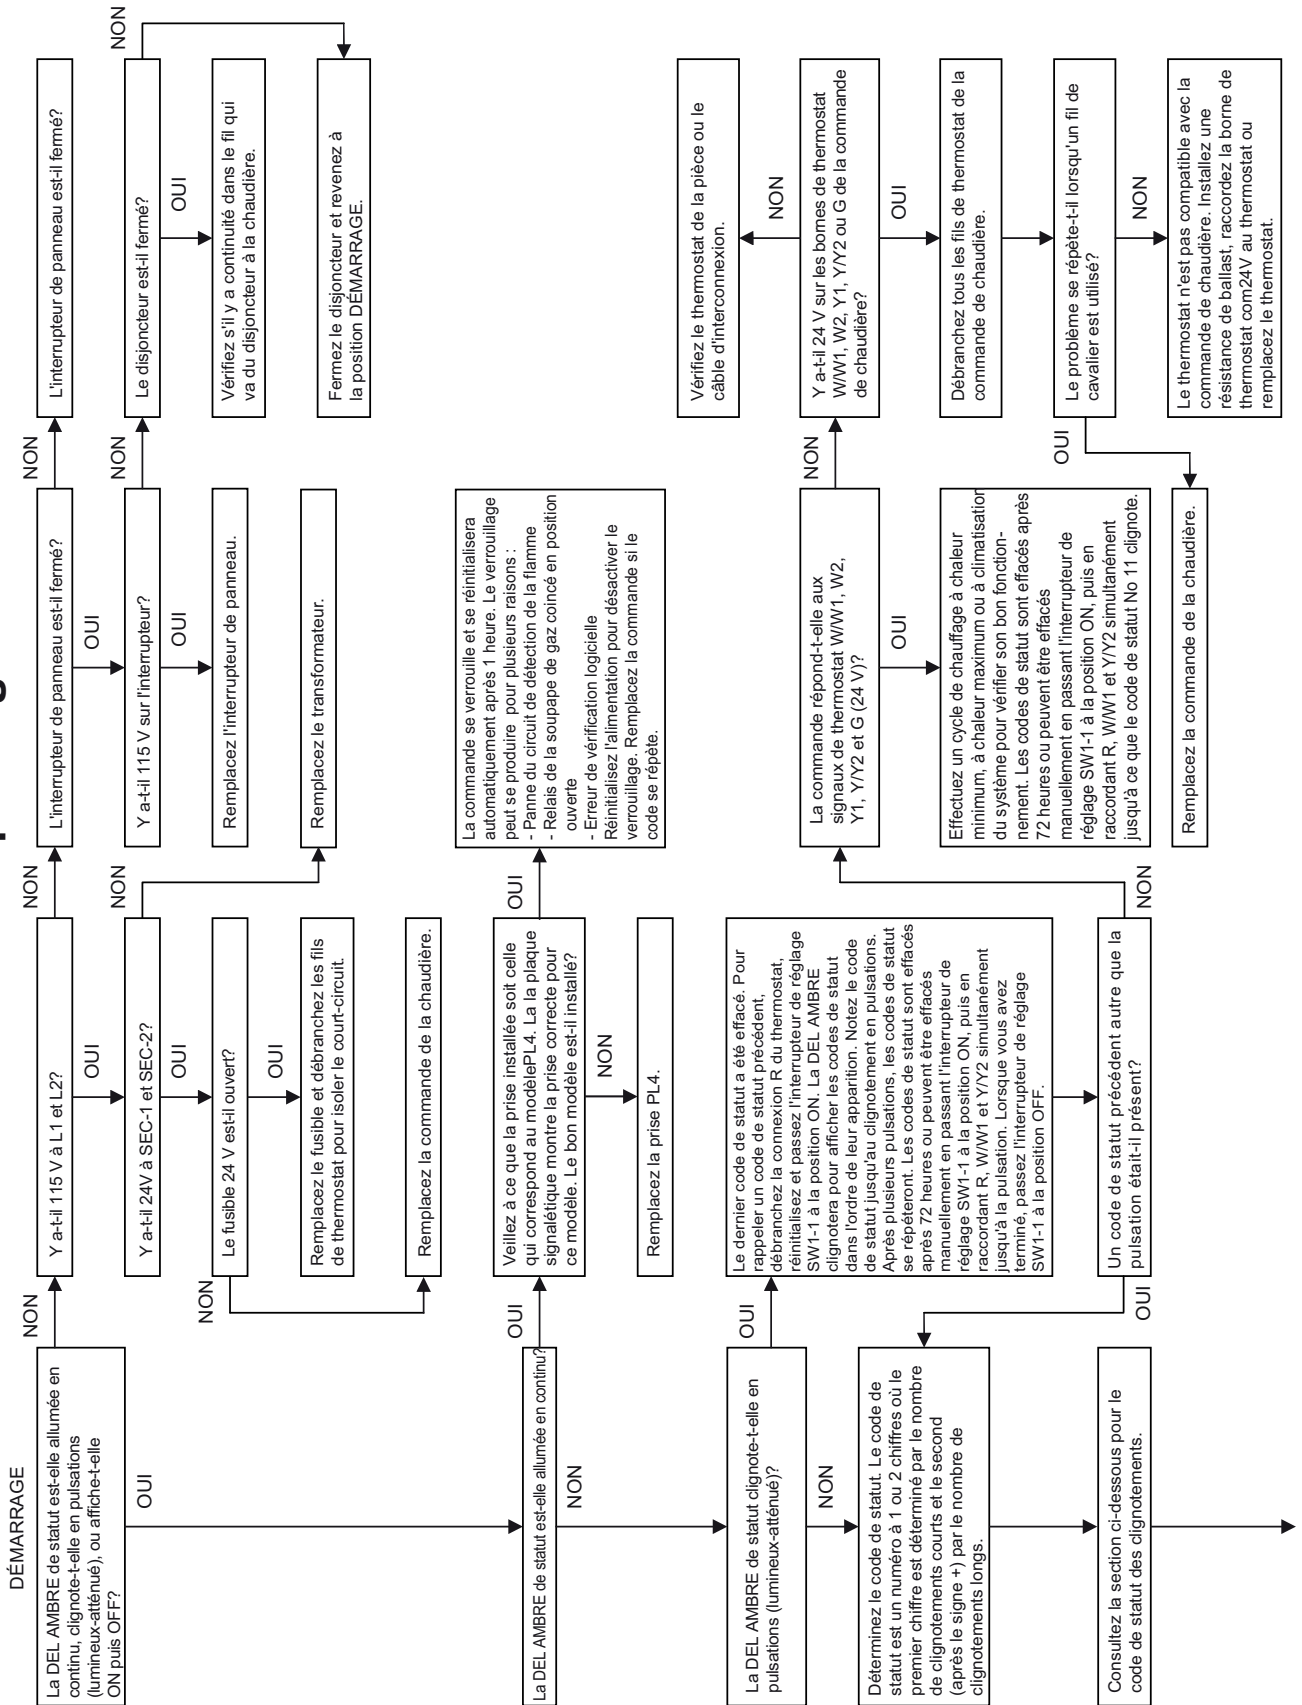 DÉMARRAGE
La DEL AMBRE de statut est-elle allumée en
continu, clignote-t-elle en pulsations
(lumineux-atténué), ou affiche-t-elle
ON puis OFF?
NON
OUI
Y a-t-il 115 V à L1 et L2?
NON
OUI
L'interrupteur de panneau est-il fermé?
NON
OUI
L'interrupteur de panneau est-il fermé?
Y a-t-il 24V à SEC-1 et SEC-2?
NON
OUI
Y a-t-il 115 V sur l'interrupteur?
NON
OUI
Le disjoncteur est-il fermé?
NON
OUI
Le fusible 24 V est-il ouvert?
NON
OUI
Remplacez l'interrupteur de panneau.
Vérifiez s'il y a continuité dans le fil qui
va du disjoncteur à la chaudière.
Remplacez le fusible et débranchez les fils
de thermostat pour isoler le court-circuit.
Remplacez le transformateur.
Fermez le disjoncteur et revenez à
la position DÉMARRAGE.
Remplacez la commande de la chaudière.
La DEL AMBRE de statut est-elle allumée en continu?
OUI
NON
Veillez à ce que la prise installée soit celle
qui correspond au modèlePL4. La la plaque
signalétique montre la prise correcte pour
ce modèle. Le bon modèle est-il installé?
OUI
NON
La commande se verrouille et se réinitialisera
automatiquement après 1 heure. Le verrouillage
peut se produire pour plusieurs raisons :
- Panne du circuit de détection de la flamme
- Relais de la soupape de gaz coincé en position
ouverte
- Erreur de vérification logicielle
Réinitialisez l'alimentation pour désactiver le
verrouillage. Remplacez la commande si le
code se répète.
Remplacez la prise PL4.
La DEL AMBRE de statut clignote-t-elle en
pulsations (lumineux-atténué)?
OUI
NON
Le dernier code de statut a été effacé. Pour
rappeler un code de statut précédent,
débranchez la connexion R du thermostat,
réinitialisez et passez l'interrupteur de réglage
SW1-1 à la position ON. La DEL AMBRE
clignotera pour afficher les codes de statut
dans l'ordre de leur apparition. Notez le code
de statut jusqu'au clignotement en pulsations.
Après plusieurs pulsations, les codes de statut
se répéteront. Les codes de statut sont effacés
après 72 heures ou peuvent être effacés
manuellement en passant l'interrupteur de
réglage SW1-1 à la position ON, puis en
raccordant R, W/W1 et Y/Y2 simultanément
jusqu'à la pulsation. Lorsque vous avez
terminé, passez l'interrupteur de réglage
SW1-1 à la position OFF.
Un code de statut précédent autre que la
pulsation était-il présent?
OUI
NON
La commande répond-t-elle aux
signaux de thermostat W/W1, W2,
Y1, Y/Y2 et G (24 V)?
NON
OUI
Y a-t-il 24 V sur les bornes de thermostat
W/W1, W2, Y1, Y/Y2 ou G de la commande
de chaudière?
NON
OUI
Vérifiez le thermostat de la pièce ou le
câble d'interconnexion.
Débranchez tous les fils de thermostat de la
commande de chaudière.
Le problème se répète-t-il lorsqu'un fil de
cavalier est utilisé?
OUI
NON
Le thermostat n'est pas compatible avec la
commande de chaudière. Installez une
résistance de ballast, raccordez la borne de
thermostat com24V au thermostat ou
remplacez le thermostat.
Effectuez un cycle de chauffage à chaleur
minimum, à chaleur maximum ou à climatisation
du système pour vérifier son bon fonction-
nement. Les codes de statut sont effacés après
72 heures ou peuvent être effacés
manuellement en passant l'interrupteur de
réglage SW1-1 à la position ON, puis en
raccordant R, W/W1 et Y/Y2 simultanément
jusqu'à ce que le code de statut No 11 clignote.
Remplacez la commande de la chaudière.
Déterminez le code de statut. Le code de
statut est un numéro à 1 ou 2 chiffres où le
premier chiffre est déterminé par le nombre
de clignotements courts et le second
(après le signe +) par le nombre de
clignotements longs.
Consultez la section ci-dessous pour le
code de statut des clignotements.